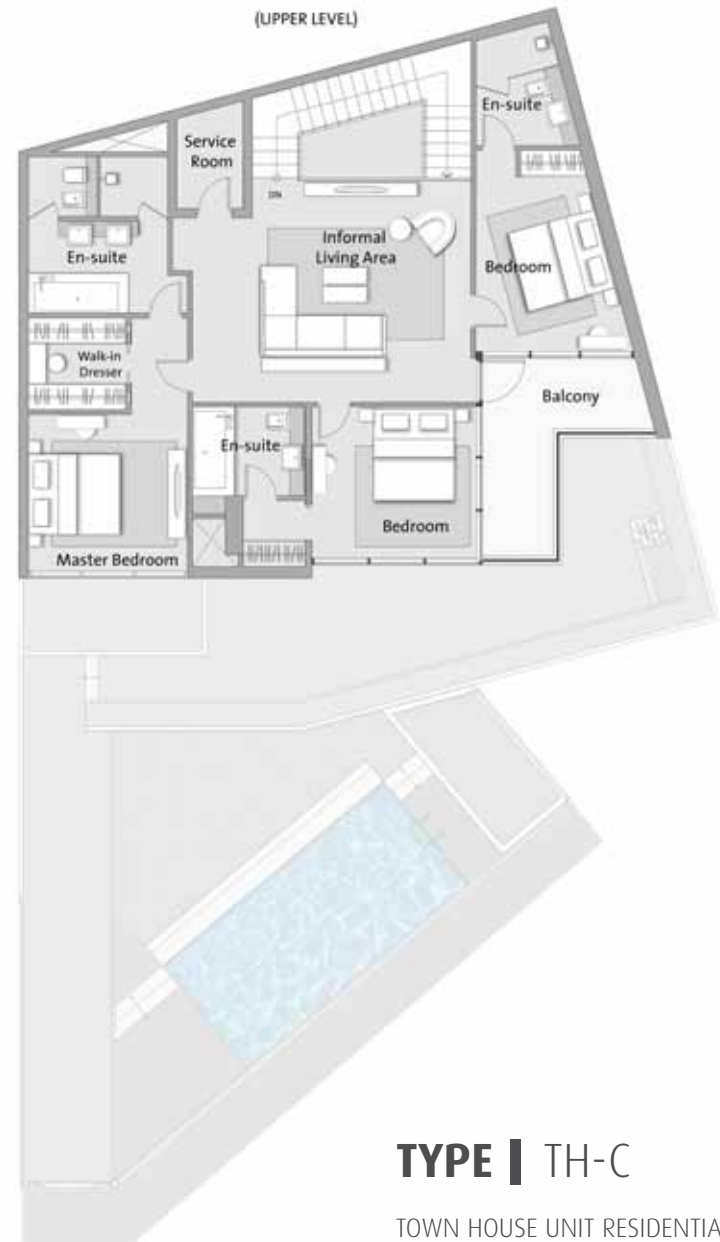 (UPPER LEVEL)
En-suite
Service
Room
DN
Informal
Living Area
En-suite
Bedroom
Walk-in
Dresser
Balcony
En-suite
Bedroom
Master Bedroom
TYPE | TH-C
TOWN HOUSE UNIT RESIDENTIA